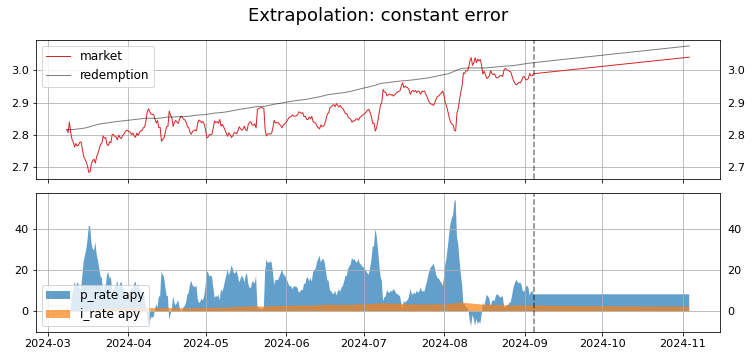 Extrapolation: constant error
market
redemption
3.0 3.0
2.9 2.9
2.8 2.8
2.7 2.7
40 40
20 20
0 0
p_rate apy
i_rate apy
2024-03 2024-04 2024-05 2024-06 2024-07 2024-08 2024-09 2024-10 2024-11